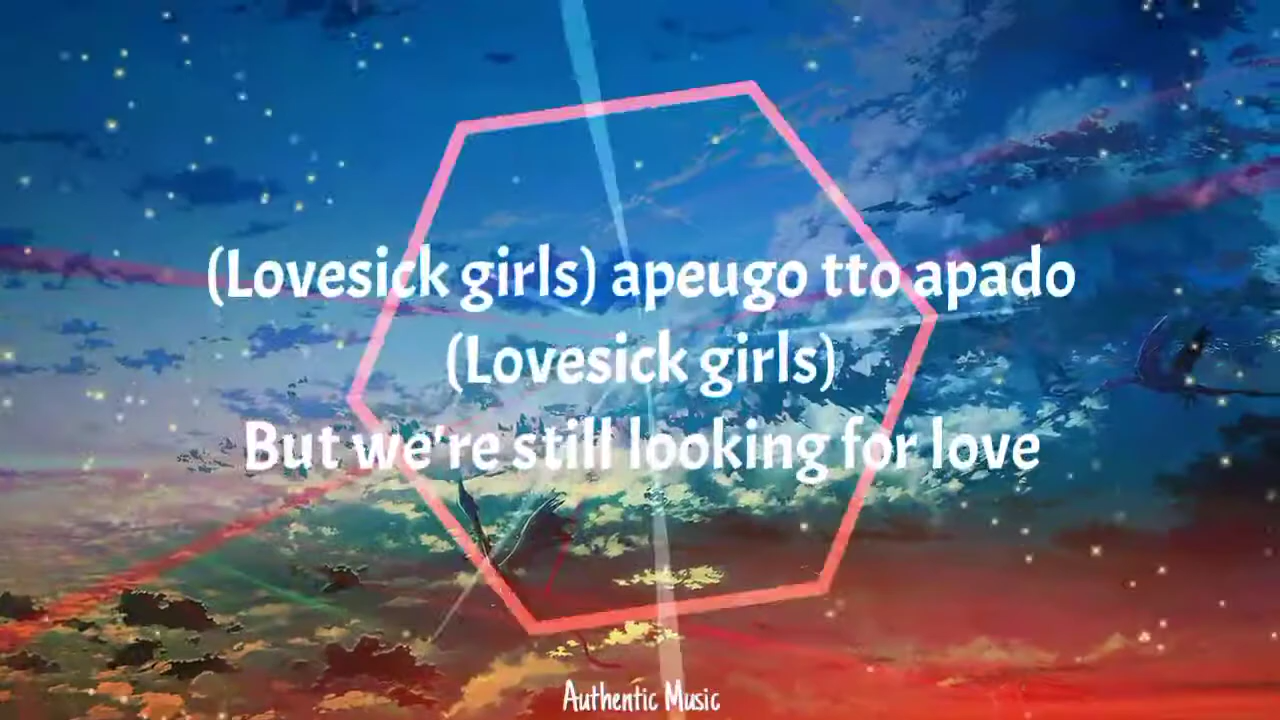 (Lovesick girls) apeugo tto apado
(Lovesick girls)
But we're still looking for love
Authentic Music